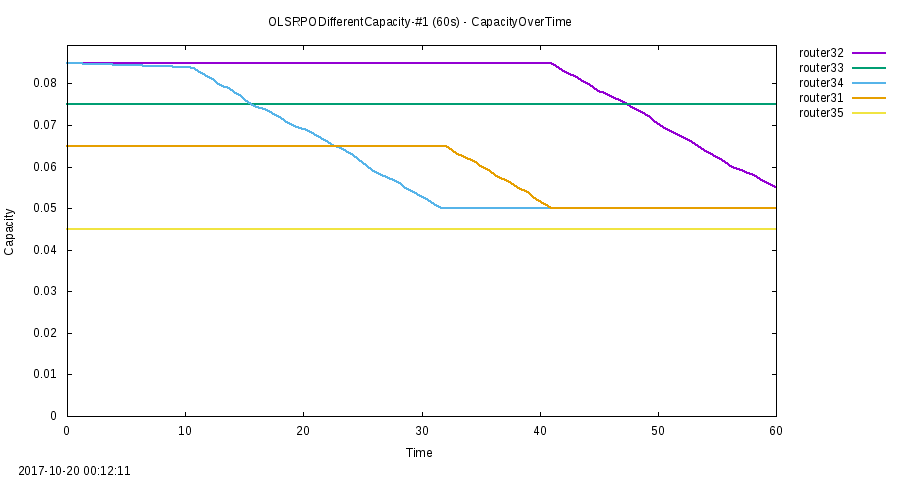 OLSRPO DifferentCapacity-#1 (60s) - CapacityOverTime
router32
router33
router34
router31
router35
0.08
0.07
0.06
0.05
0.04
0.03
0.02
0.01
0
Capacity
0 10 20 30 40 50 60
Time
2017-10-20 00:12:11